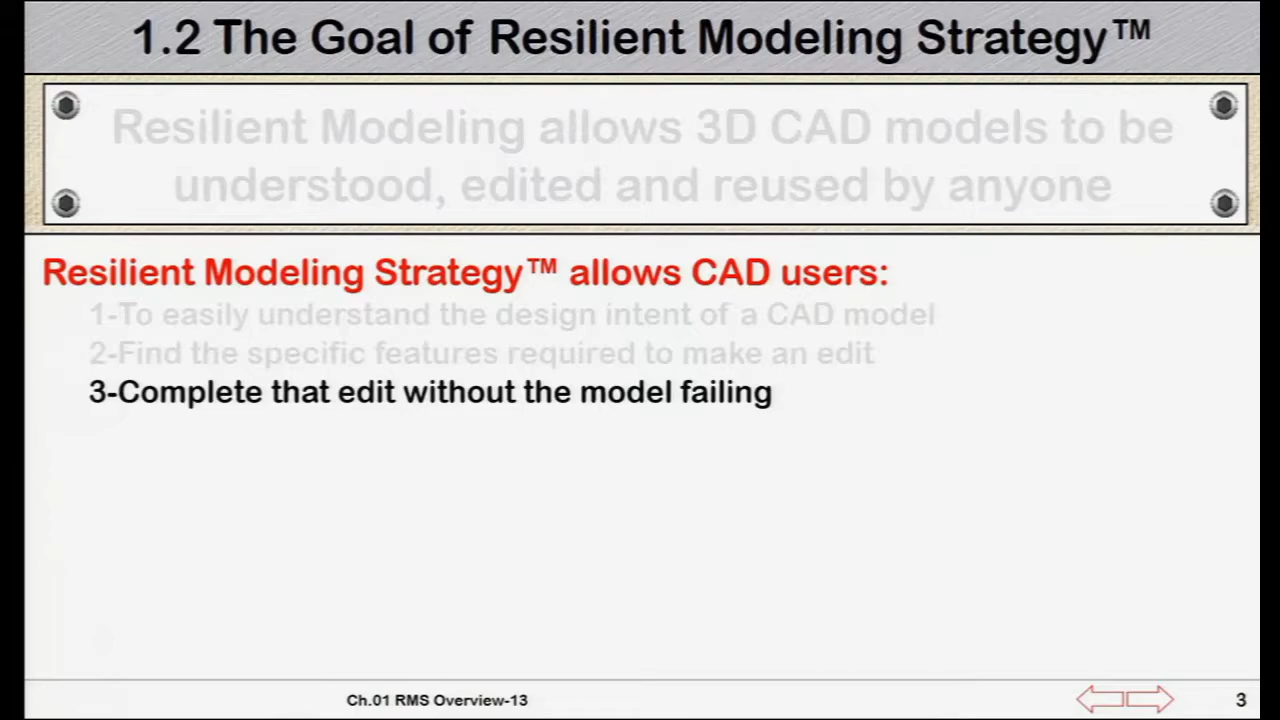 1.2 The Goal of Resilient Modeling Strategy™
Resilient Modeling allows 3D CAD models to be
understood, edited and reused by anyone
Resilient Modeling Strategy™ allows CAD users:
1-To easily understand the design intent of a CAD model
2-Find the specific features required to make an edit
3-Complete that edit without the model failing
Ch.01 RMS Overview-13
3